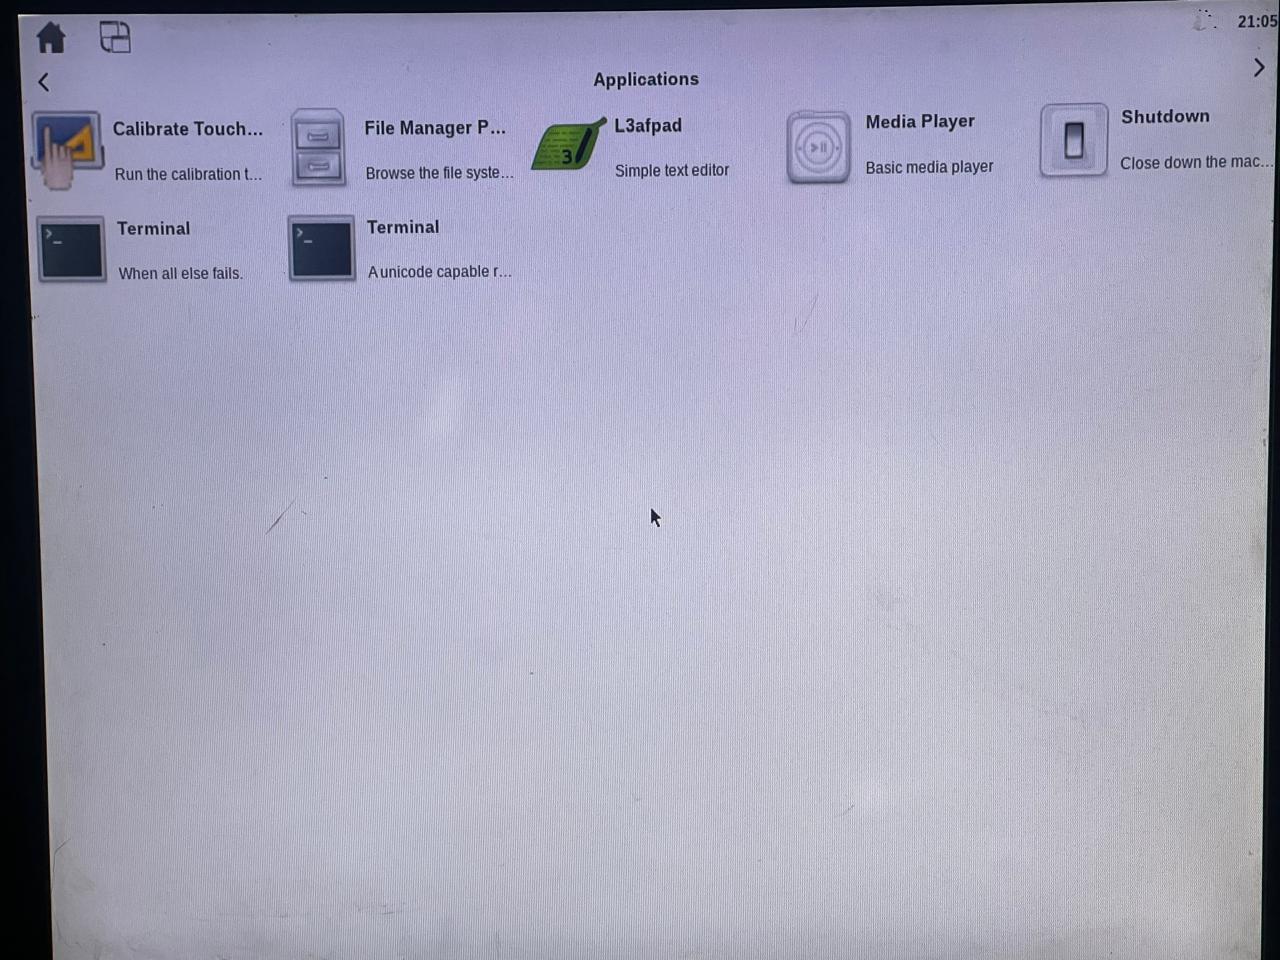 21:05
Applications
Calibrate Touch...
Run the calibration t...
File Manager P...
Browse the file syste...
L3afpad
Simple text editor
Media Player
Basic media player
Shutdown
Close down the mac...
Terminal
When all else fails.
Terminal
A unicode capable r...